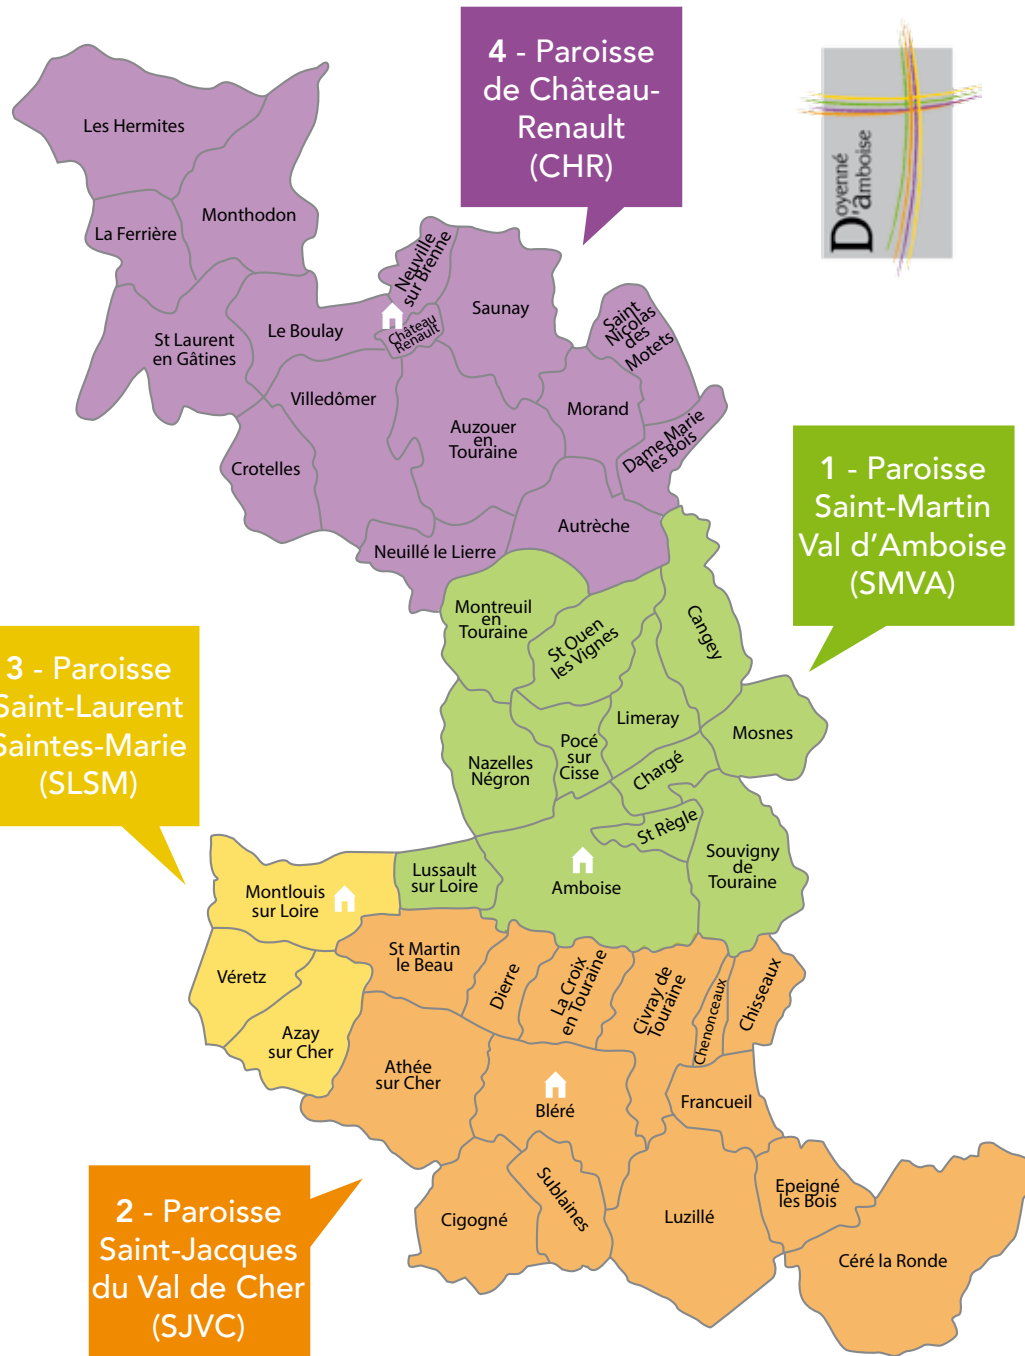 4 - Paroisse
de Château-
Renault
(CHR)
Doyenné
D'amboise
Les Hermites
Monthodon
La Ferrière
Neuville
sur Brenne
Saunay
Château
Renault
Le Boulay
St Laurent
en Gâtines
Saint
Nicolas
des
Motets
Villedômer
Morand
Auzouer
en
Touraine
Dame Marie
les Bois
Crotelles
Autrèche
Neuillé le Lierre
1 - Paroisse
Saint-Martin
Val d'Amboise
(SMVA)
Montreuil
en
Touraine
St Ouen
les Vignes
Cangey
3 - Paroisse
Saint-Laurent
Saintes-Marie
(SLSM)
Limeray
Mosnes
Pocé
sur
Cisse
Nazelles
Négron
Chargé
St Règle
Souvigny
de
Touraine
Lussault
sur Loire
Amboise
Montlouis
sur Loire
St Martin
le Beau
Dierre
La Croix
en Touraine
Civray de
Touraine
Chenonceaux
Chisseaux
Véretz
Azay
sur Cher
Athée
sur Cher
Bléré
Francueil
2 - Paroisse
Saint-Jacques
du Val de Cher
(SJVC)
Cigogné
Sublaines
Luzillé
Epeigné
les Bois
Céré la Ronde